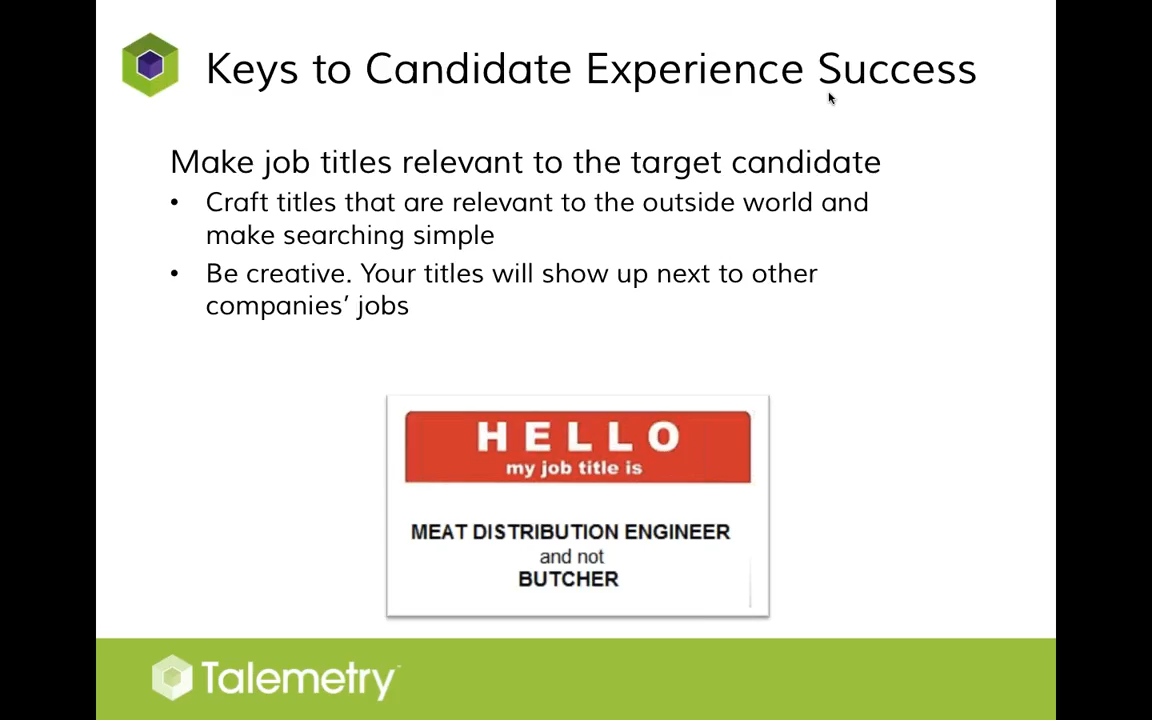 Keys to Candidate Experience Success
Make job titles relevant to the target candidate
• Craft titles that are relevant to the outside world and
make searching simple
• Be creative. Your titles will show up next to other
companies’ jobs
HELLO
my job title is
MEAT DISTRIBUTION ENGINEER
and not
BUTCHER
Talemetry